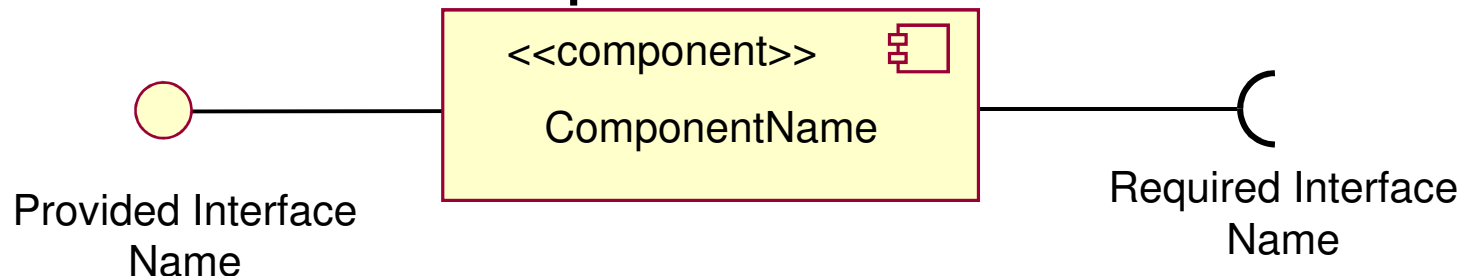 <<component>>
ComponentName
Provided Interface
Name
Required Interface
Name